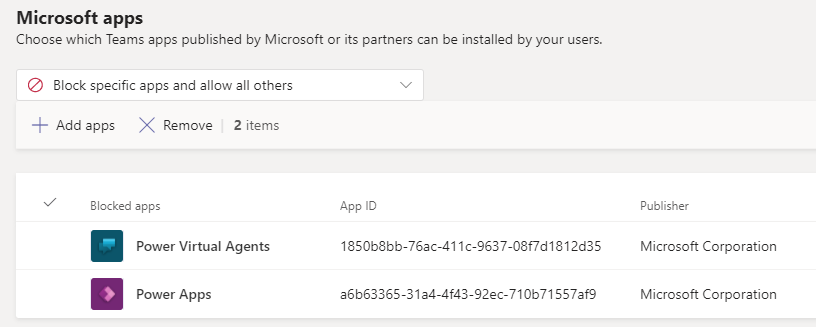 Microsoft apps
Choose which Teams apps published by Microsoft or its partners can be installed by your users.
Block specific apps and allow all others
Add apps Remove 2 items
Blocked apps App ID Publisher
Power Virtual Agents 1850b8bb-76ac-411c-9637-08f7d1812d35 Microsoft Corporation
Power Apps a6b63365-31a4-4f43-92ec-710b71557af9 Microsoft Corporation